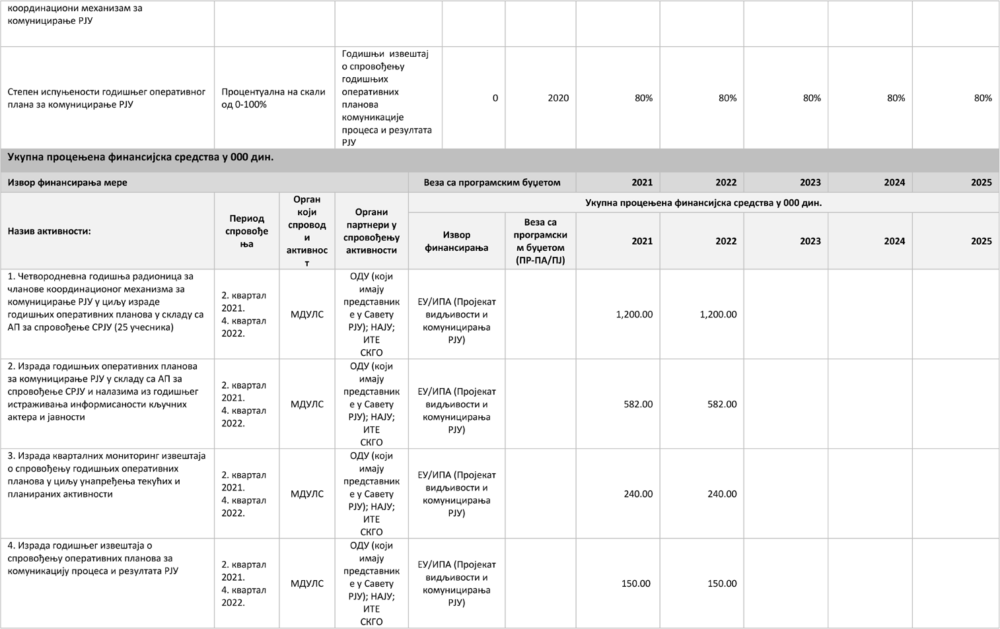 координациони механизам за
комуницирање РЈУ
Степен испуњености годишњег оперативног
плана за комуницирање РЈУ
Процентуална на скали
од 0-100%
Годишњи извештај
о спровођењу
годишњих
оперативних
планова
комуникације
процеса и резултата
РЈУ
0
2020
80%
80%
80%
80%
80%
Укупна процењена финансијска средства у 000 дин.
Извор финансирања мере
Веза са програмским буџетом
2021
2022
2023
2024
2025
Назив активности:
Период
спровође
ња
Орган
који
спровод
и
активнос
т
Органи
партнери у
спровођењу
активности
Укупна процењена финансијска средства у 000 дин.
Извор
финансирања
Веза са
програмски
м буџетом
(ПР-ПА/ПЈ)
2021
2022
2023
2024
2025
1. Четвородневна годишња радионица за
чланове координационог механизма за
комуницирање РЈУ у циљу израде
годишњих оперативних планова у складу са
АП за спровођење СРЈУ (25 учесника)
2. квартал
2021.
4. квартал
2022.
МДУЛС
ОДУ (који
имају
представник
е у Савету
РЈУ); НАЈУ;
ИТЕ
СКГО
ЕУ/ИПА (Пројекат
видљивости и
комуницирања
РЈУ)
1,200.00
1,200.00
2. Израда годишњих оперативних планова
за комуницирање РЈУ у складу са АП за
спровођење СРЈУ и налазима из годишњег
истраживања информисаности кључних
актера и јавности
2. квартал
2021.
4. квартал
2022.
МДУЛС
ОДУ (који
имају
представник
е у Савету
РЈУ); НАЈУ;
ИТЕ
СКГО
ЕУ/ИПА (Пројекат
видљивости и
комуницирања
РЈУ)
582.00
582.00
3. Израда кварталних мониторинг извештаја
о спровођењу годишњих оперативних
планова у циљу унапређења текућих и
планираних активности
2. квартал
2021.
4. квартал
2022.
МДУЛС
ОДУ (који
имају
представник
е у Савету
РЈУ); НАЈУ;
ИТЕ
СКГО
ЕУ/ИПА (Пројекат
видљивости и
комуницирања
РЈУ)
240.00
240.00
4. Израда годишњег извештаја о
спровођењу оперативних планова за
комуникацију процеса и резултата РЈУ
2. квартал
2021.
4. квартал
2022.
МДУЛС
ОДУ (који
имају
представник
е у Савету
РЈУ); НАЈУ;
ИТЕ
СКГО
ЕУ/ИПА (Пројекат
видљивости и
комуницирања
РЈУ)
150.00
150.00